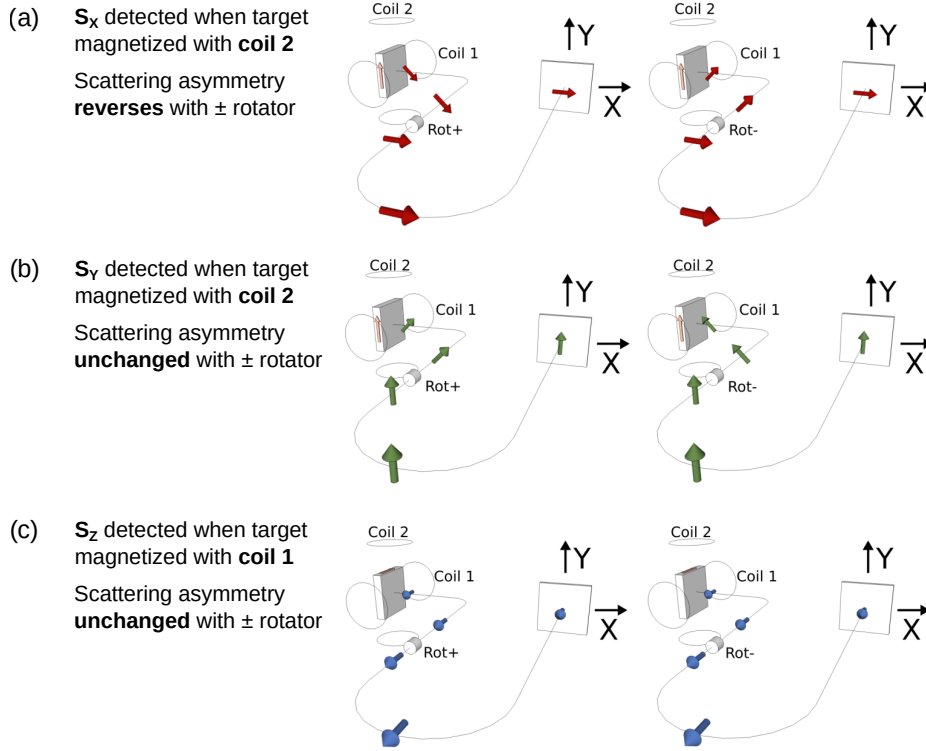 (a) S_X detected when target
magnetized with coil 2
Scattering asymmetry
reverses with ± rotator
Coil 2
Coil 1
Rot+
Y
X
Coil 2
Coil 1
Rot-
Y
X
(b) S_Y detected when target
magnetized with coil 2
Scattering asymmetry
unchanged with ± rotator
Coil 2
Coil 1
Rot+
Y
X
Coil 2
Coil 1
Rot-
Y
X
(c) S_Z detected when target
magnetized with coil 1
Scattering asymmetry
unchanged with ± rotator
Coil 2
Coil 1
Rot+
Y
X
Coil 2
Coil 1
Rot-
Y
X